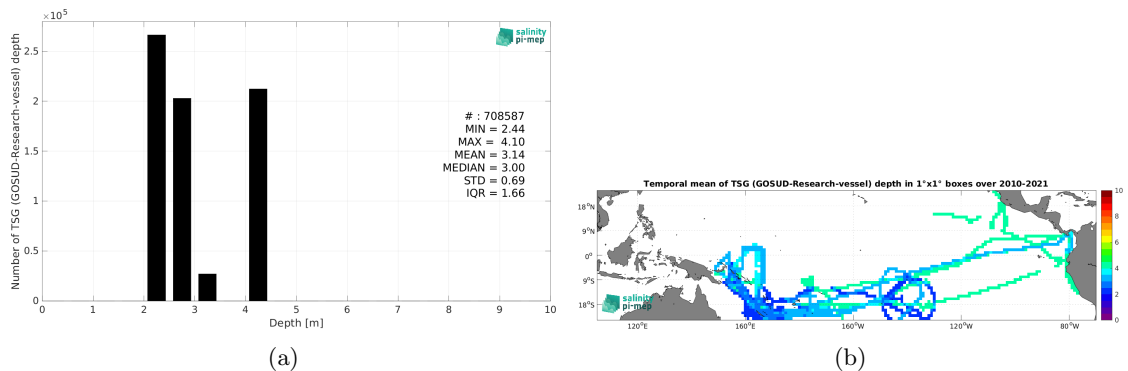 ×10⁵
salinity
pi-mep
2.5
2
1.5
1
0.5
0
Number of TSG (GOSUD-Research-vessel) depth
# : 708587
MIN = 2.44
MAX = 4.10
MEAN = 3.14
MEDIAN = 3.00
STD = 0.69
IQR = 1.66
0 1 2 3 4 5 6 7 8 9 10
Depth [m]
(a)
Temporal mean of TSG (GOSUD-Research-vessel) depth in 1°x1° boxes over 2010-2021
18°N
9°N
0°
9°S
18°S
salinity
pi-mep
120°E 160°E 160°W 120°W 80°W
10
8
6
4
2
0
(b)